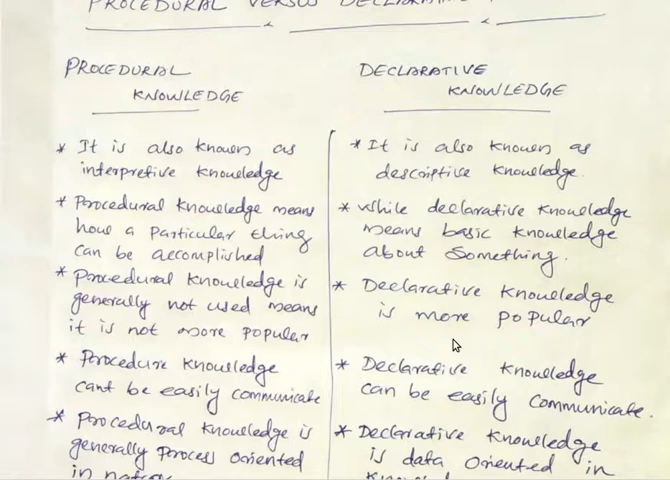 PROCEDURAL VERSUS
PROCEDURAL
KNOWLEDGE
* It is also known as
interpretive knowledge
* Procedural knowledge means
how a particular thing
can be accomplished
* Procedural knowledge is
generally not used means
it is not more popular
* Procedure knowledge
cant be easily communicate
* Procedural knowledge is
generally Process oriented
in nature
DECLARATIVE
KNOWLEDGE
* It is also known as
descriptive knowledge.
* while declarative knowledge
means basic knowledge
about something.
* Declarative knowledge
is more popular
* Declarative knowledge
can be easily communicate.
* Declarative knowledge
is data oriented in